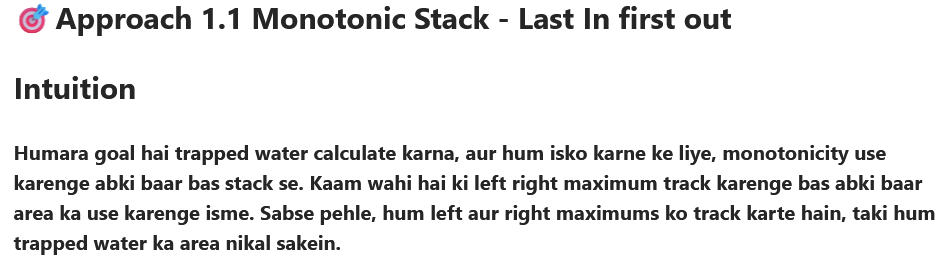 🎯 Approach 1.1 Monotonic Stack - Last In first out
Intuition
Humara goal hai trapped water calculate karna, aur hum isko karne ke liye, monotonicity use
karenge abki baar bas stack se. Kaam wahi hai ki left right maximum track karenge bas abki baar
area ka use karenge isme. Sabse pehle, hum left aur right maximums ko track karte hain, taki hum
trapped water ka area nikal sakein.